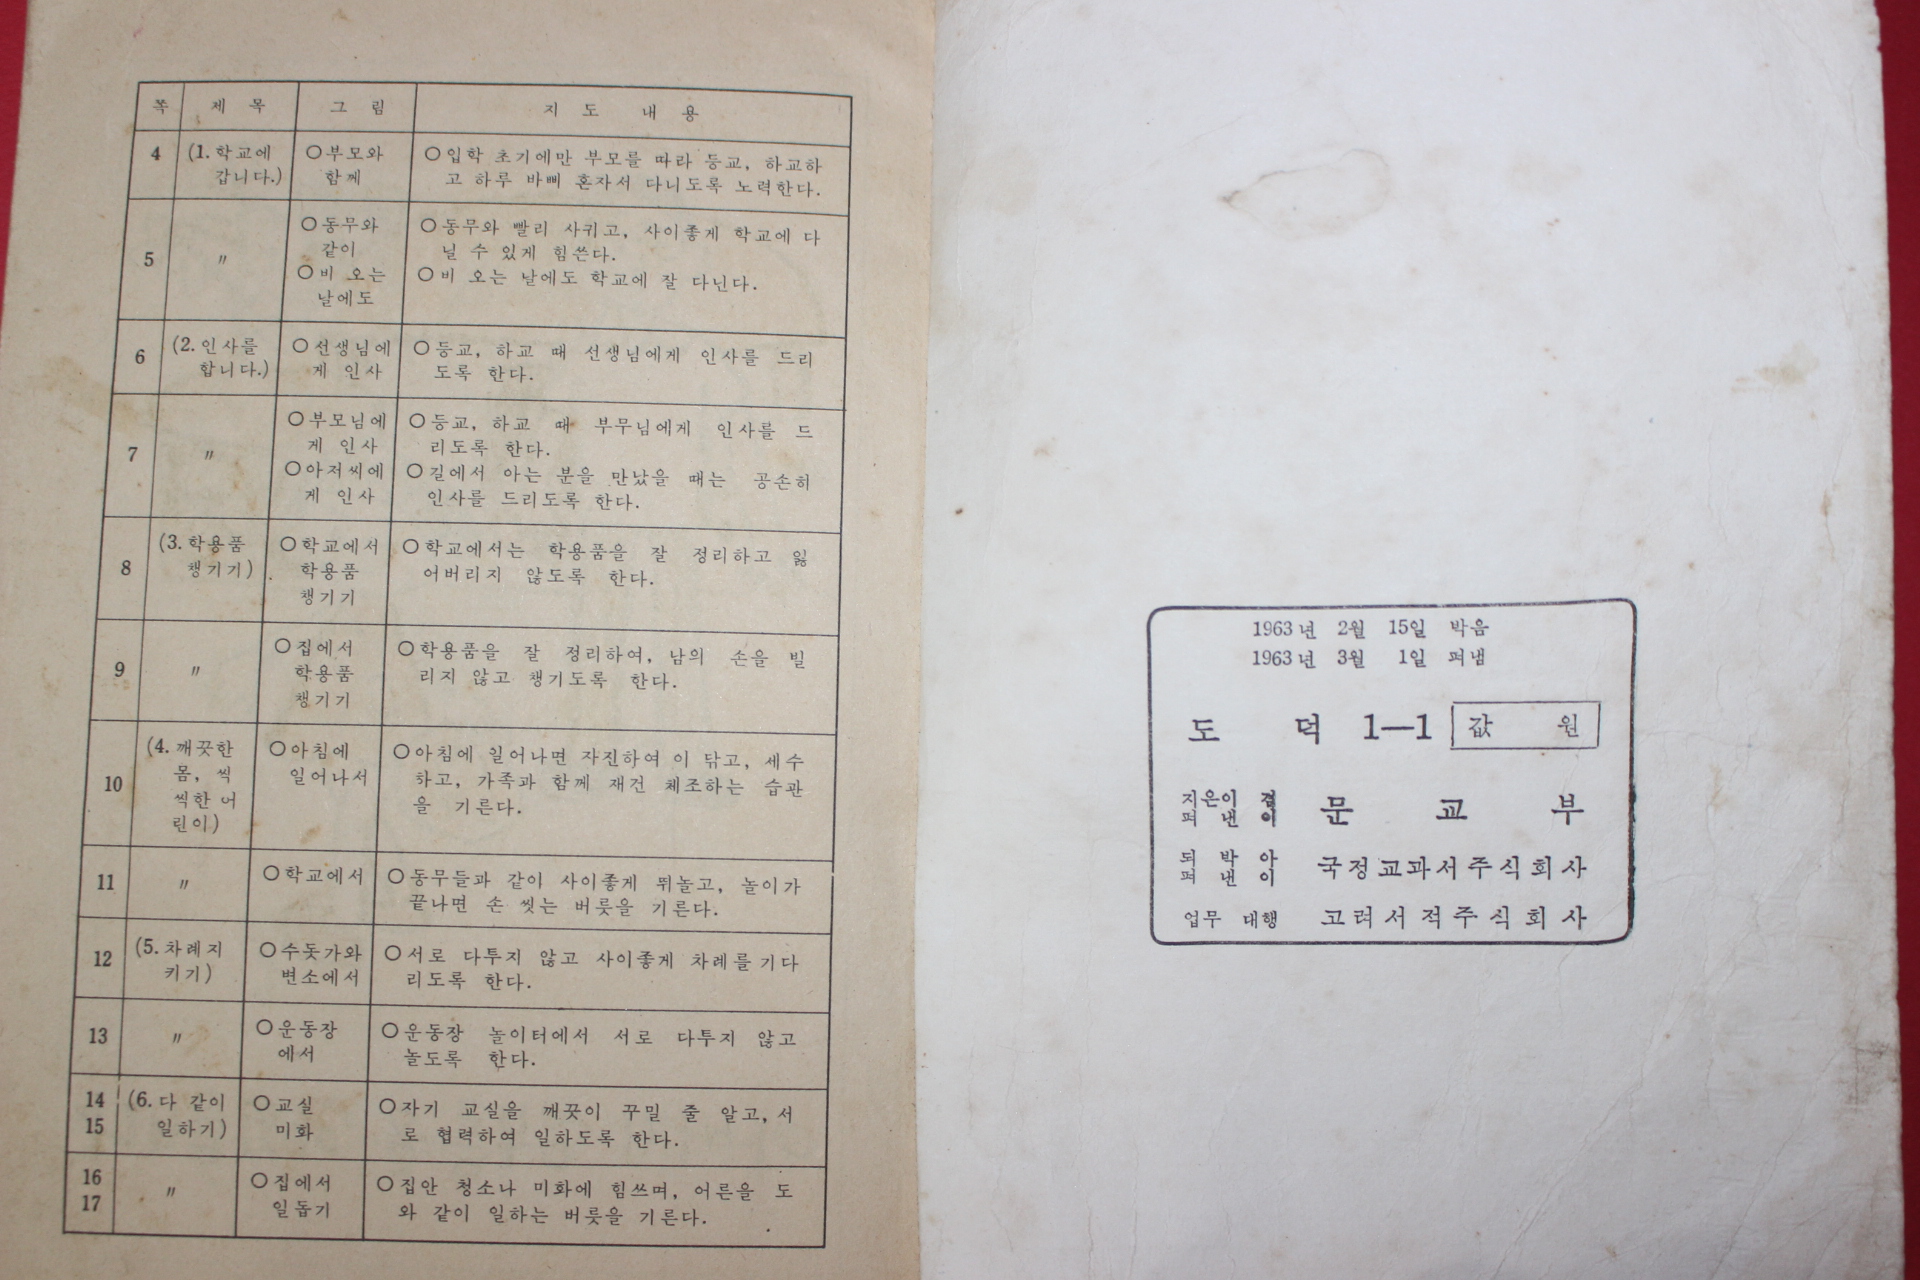 쪽 제 목 그 림 지 도 내 용
4 (1. 학교에 ○부모와 ○입학 초기에만 부모를 따라 등교, 하교하
갑니다.) 함께 고 하루 바삐 혼자서 다니도록 노력한다.
5 〃 ○동무와 ○동무와 빨리 사귀고, 사이좋게 학교에 다
같이 닐 수 있게 힘쓴다.
○비 오는 ○비 오는 날에도 학교에 잘 다닌다.
날에도
6 (2. 인사를 ○선생님에 ○등교, 하교 때 선생님에게 인사를 드리
합니다.) 게 인사 도록 한다.
7 〃 ○부모님에 ○등교, 하교 때 부무님에게 인사를 드
게 인사 리도록 한다.
○아저씨에 ○길에서 아는 분을 만났을 때는 공손히
게 인사 인사를 드리도록 한다.
8 (3. 학용품 ○학교에서 ○학교에서는 학용품을 잘 정리하고 잃
챙기기) 학용품 어버리지 않도록 한다.
챙기기
9 〃 ○집에서 ○학용품을 잘 정리하여, 남의 손을 빌
학용품 리지 않고 챙기도록 한다.
챙기기
10 (4. 깨끗한 ○아침에 ○아침에 일어나면 자진하여 이 닦고, 세수
몸, 씩 일어나서 하고, 가족과 함께 재건 체조하는 습관
씩한 어 을 기른다.
린이)
11 〃 ○학교에서 ○동무들과 같이 사이좋게 뛰놀고, 놀이가
끝나면 손 씻는 버릇을 기른다.
12 (5. 차례지 ○수돗가와 ○서로 다투지 않고 사이좋게 차례를 기다
키기) 변소에서 리도록 한다.
13 〃 ○운동장 ○운동장 놀이터에서 서로 다투지 않고
에서 놀도록 한다.
14 (6. 다 같이 ○교실 ○자기 교실을 깨끗이 꾸밀 줄 알고, 서
15 일하기) 미화 로 협력하여 일하도록 한다.
16 〃 ○집에서 ○집안 청소나 미화에 힘쓰며, 어른을 도
17 일돕기 와 같이 일하는 버릇을 기른다.
1963년 2월 15일 박음
1963년 3월 1일 펴냄
도 덕 1—1 값 원
지은이 겸
펴 낸 이 문 교 부
되 박 아
펴 낸 이 국정교과서주식회사
업무 대행 고려서적주식회사